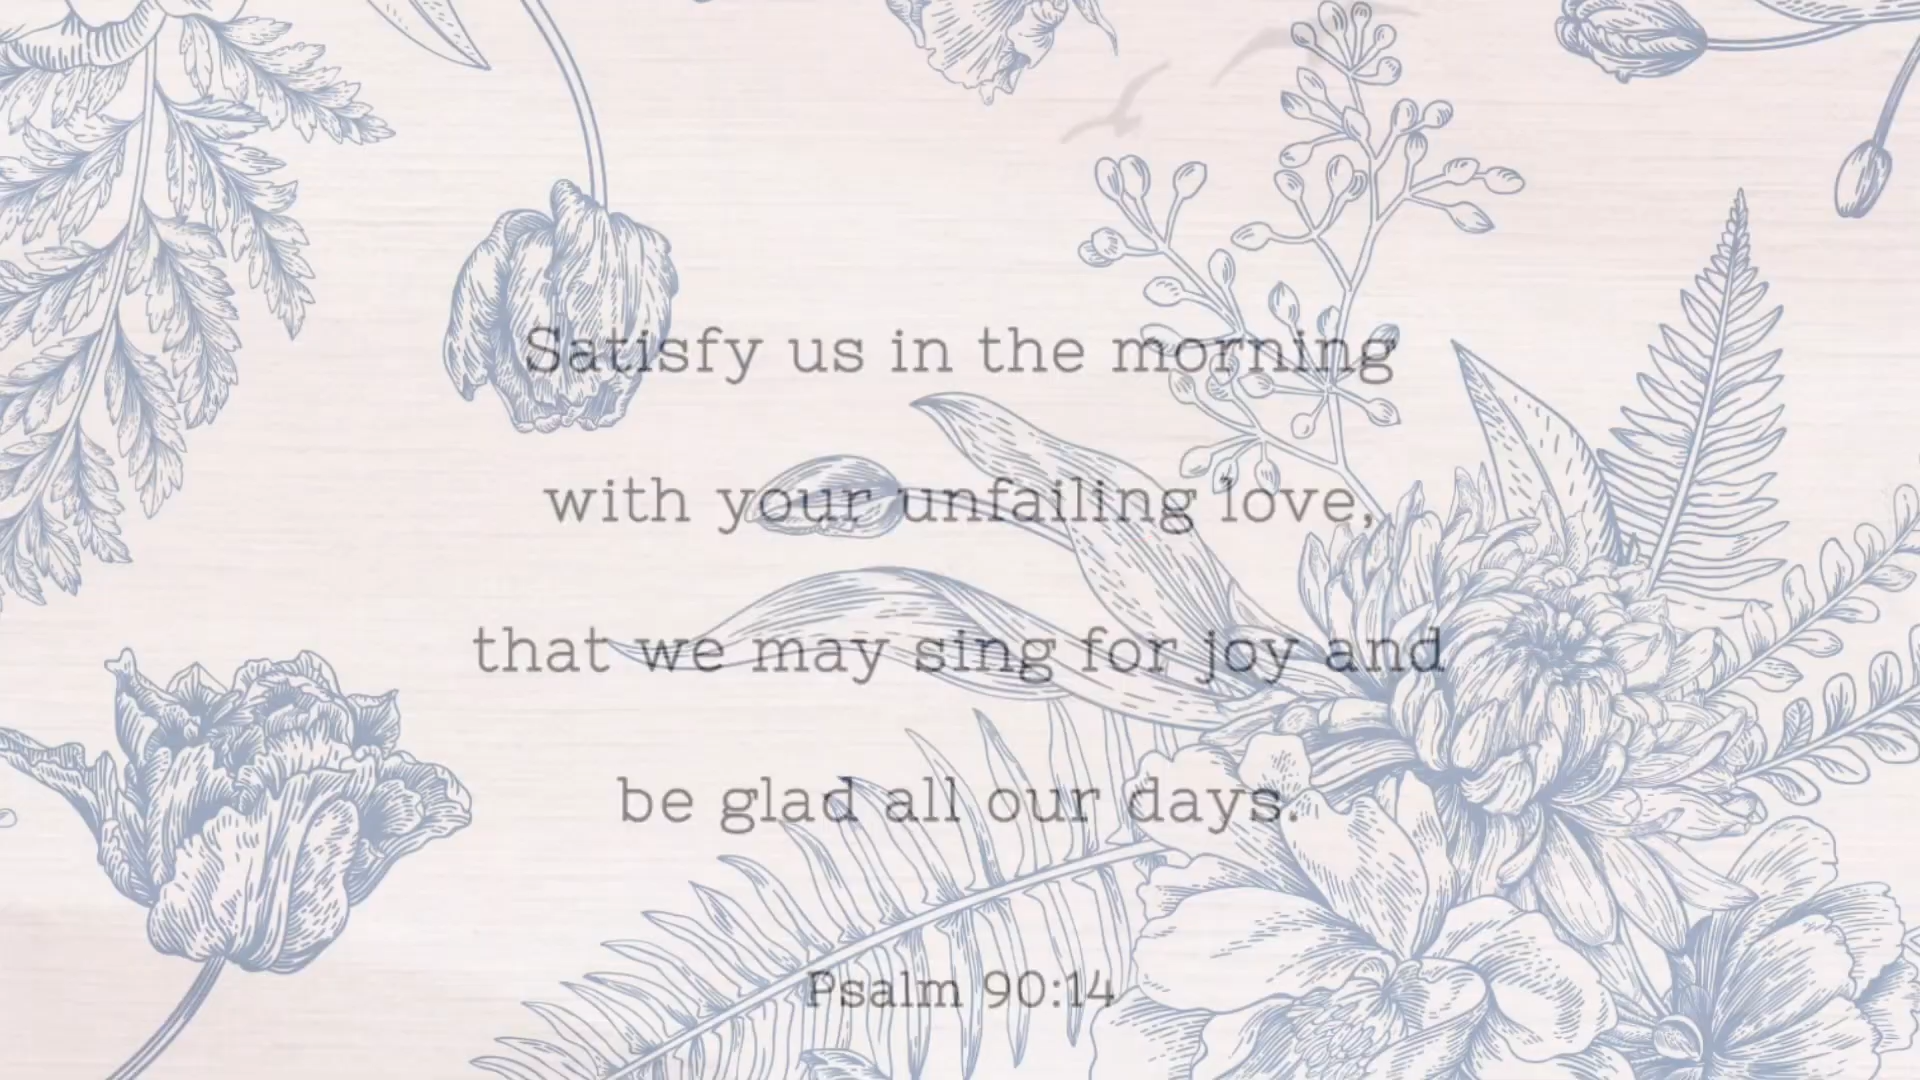 Satisfy us in the morning
with your unfailing love,
that we may sing for joy and
be glad all our days.
Psalm 90:14